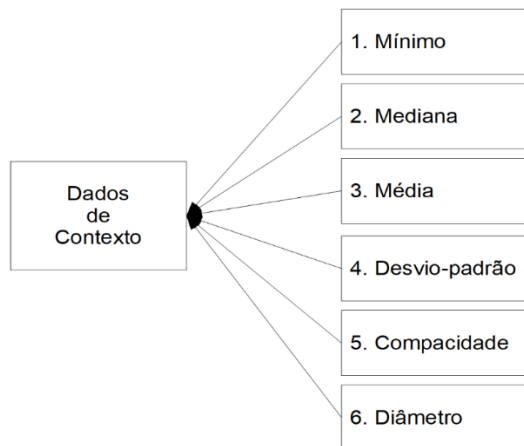 Dados
de
Contexto
1. Mínimo
2. Mediana
3. Média
4. Desvio-padrão
5. Compacidade
6. Diâmetro